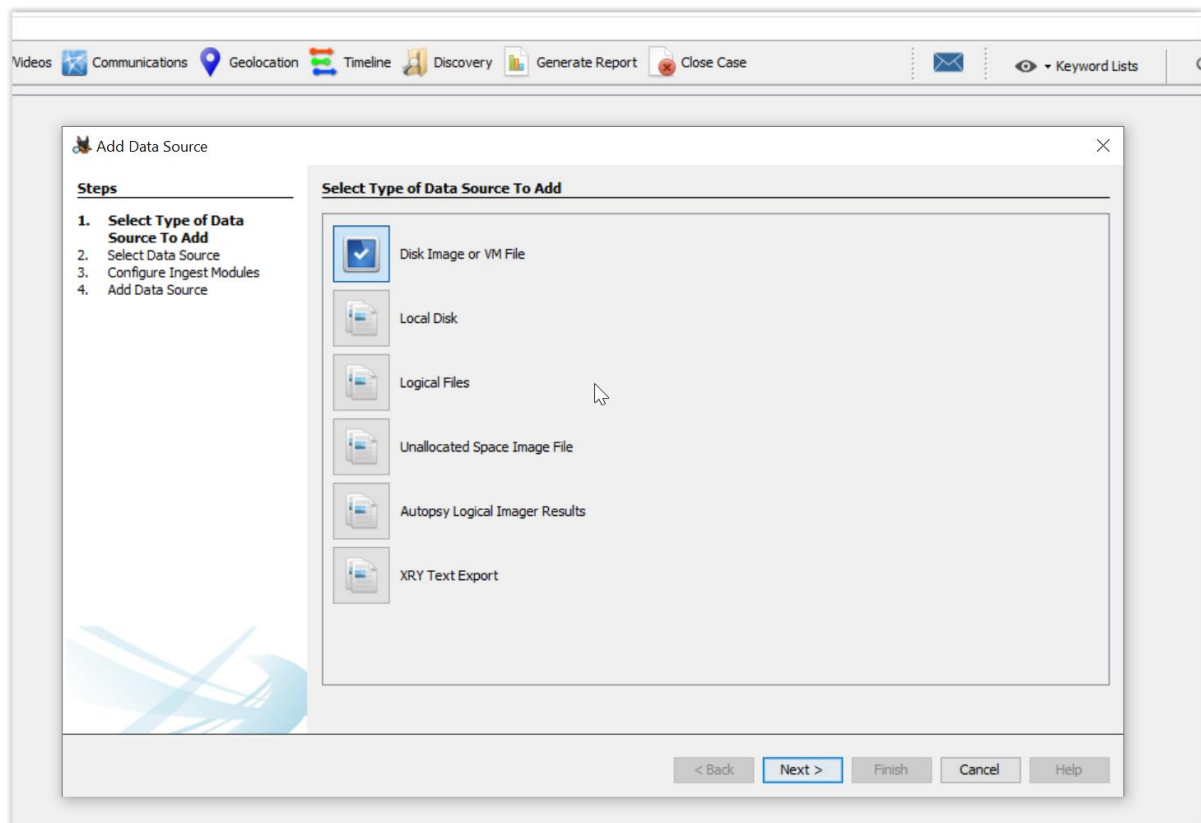 Videos Communications Geolocation Timeline Discovery Generate Report Close Case Keyword Lists
Add Data Source
Steps
1. Select Type of Data
Source To Add
2. Select Data Source
3. Configure Ingest Modules
4. Add Data Source
Select Type of Data Source To Add
Disk Image or VM File
Local Disk
Logical Files
Unallocated Space Image File
Autopsy Logical Imager Results
XRY Text Export
< Back Next > Finish Cancel Help